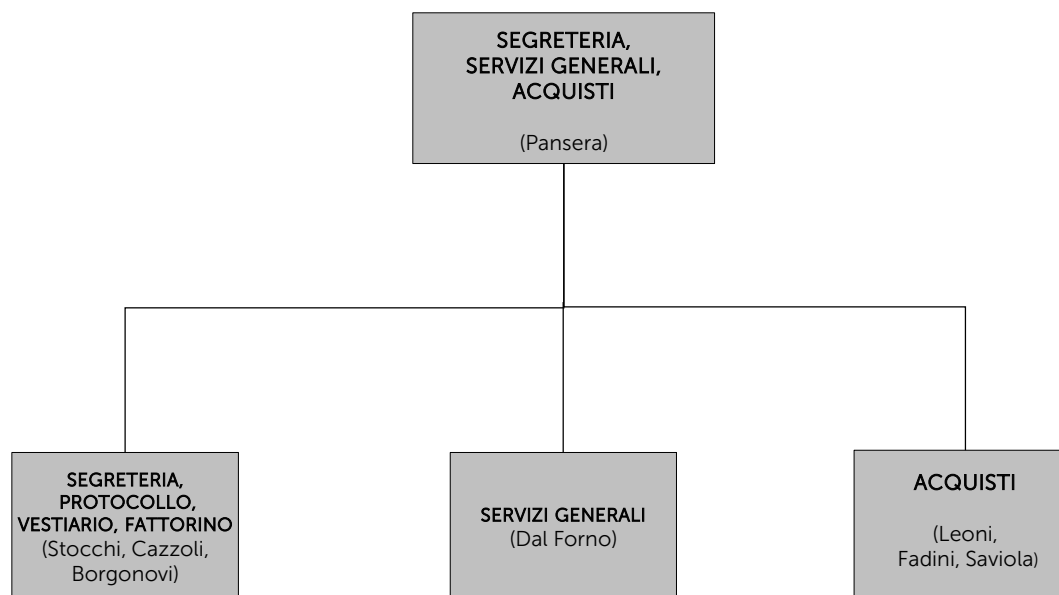 SEGRETERIA,
SERVIZI GENERALI,
ACQUISTI
(Pansera)
SEGRETERIA,
PROTOCOLLO,
VESTIARIO, FATTORINO
(Stocchi, Cazzoli,
Borgonovi)
SERVIZI GENERALI
(Dal Forno)
ACQUISTI
(Leoni,
Fadini, Saviola)